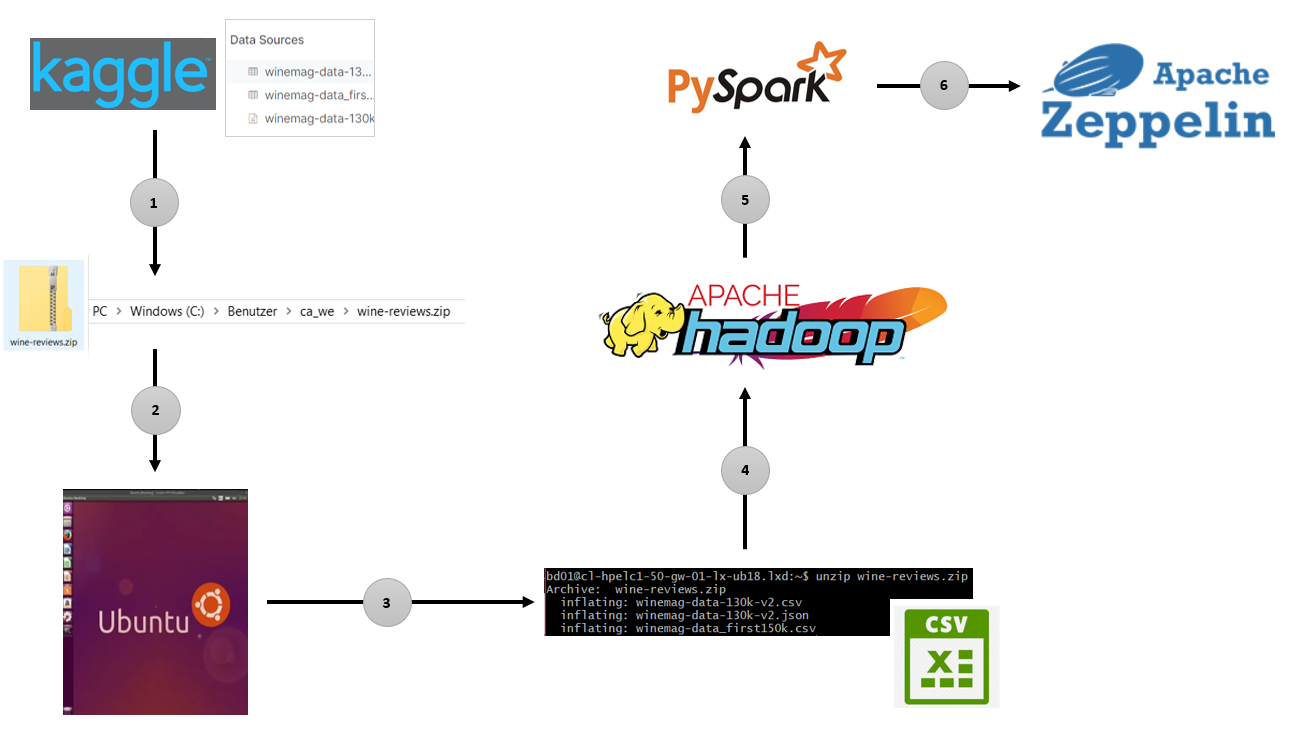 kaggle
Data Sources
winemag-data-13...
winemag-data_firs...
winemag-data-130k
1
PC > Windows (C:) > Benutzer > ca_we > wine-reviews.zip
wine-reviews.zip
2
Ubuntu
3
bd01@cl-hpelc1-50-gw-01-lx-ub18.lxd:~$ unzip wine-reviews.zip
Archive: wine-reviews.zip
inflating: winemag-data-130k-v2.csv
inflating: winemag-data-130k-v2.json
inflating: winemag-data_first150k.csv
CSV
X
4
APACHE
hadoop
5
PySpark
6
Apache
Zeppelin